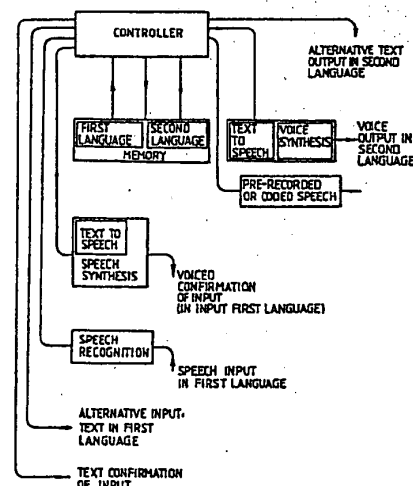 CONTROLLER
ALTERNATIVE TEXT
OUTPUT IN SECOND
LANGUAGE
FIRST
LANGUAGE
SECOND
LANGUAGE
MEMORY
TEXT
TO
SPEECH
VOICE
SYNTHESIS
VOICE
OUTPUT IN
SECOND
LANGUAGE
PRE-RECORDED
OR CODED SPEECH
TEXT TO
SPEECH
SPEECH
SYNTHESIS
VOICED
CONFIRMATION
OF INPUT
(IN INPUT FIRST
LANGUAGE)
SPEECH
RECOGNITION
SPEECH INPUT
IN FIRST LANGUAGE
ALTERNATIVE INPUT:
TEXT IN FIRST
LANGUAGE
TEXT CONFIRMATION
OF INPUT